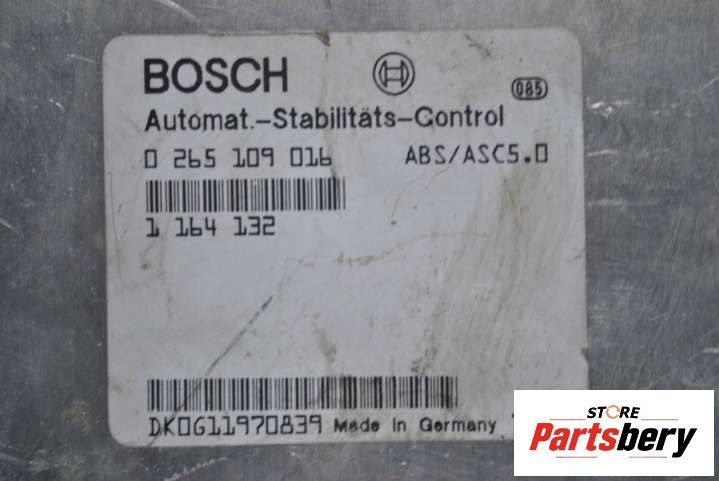 BOSCH
085
Automat.-Stabilitäts-Control
0 265 109 016 ABS/ASC5.0
1 164 132
DK0G11970839 Made in Germany
STORE
Partsbery